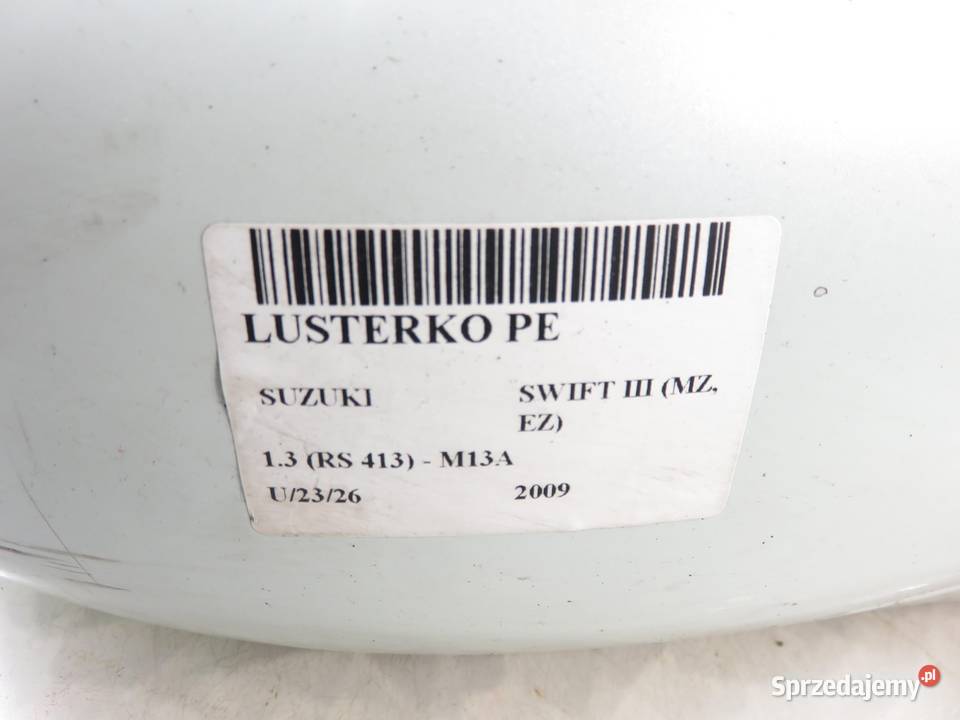 LUSTERKO PE
SUZUKI SWIFT III (MZ, EZ)
1.3 (RS 413) - M13A
U/23/26 2009
Sprzedajemy.pl